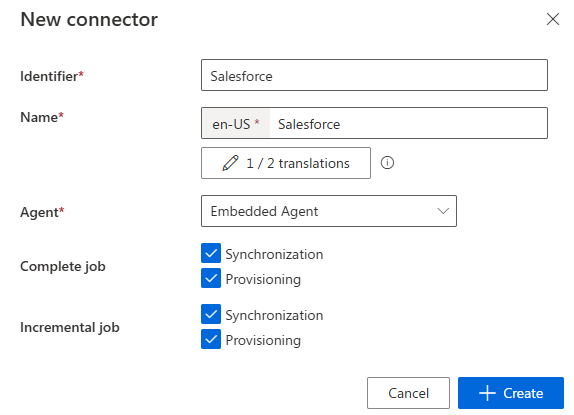 New connector
Identifier*
Salesforce
Name*
en-US * Salesforce
1 / 2 translations
Agent*
Embedded Agent
Complete job
Synchronization
Provisioning
Incremental job
Synchronization
Provisioning
Cancel
Create